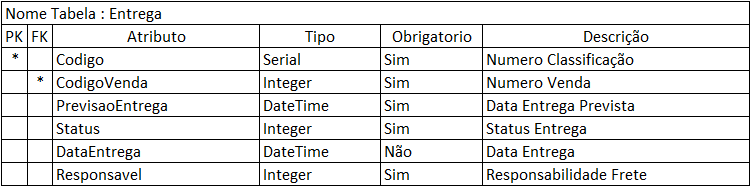 Nome Tabela : Entrega
PK FK Atributo Tipo Obrigatorio Descrição
* Codigo Serial Sim Numero Classificação
* CodigoVenda Integer Sim Numero Venda
PrevisaoEntrega DateTime Sim Data Entrega Prevista
Status Integer Sim Status Entrega
DataEntrega DateTime Não Data Entrega
Responsavel Integer Sim Responsabilidade Frete